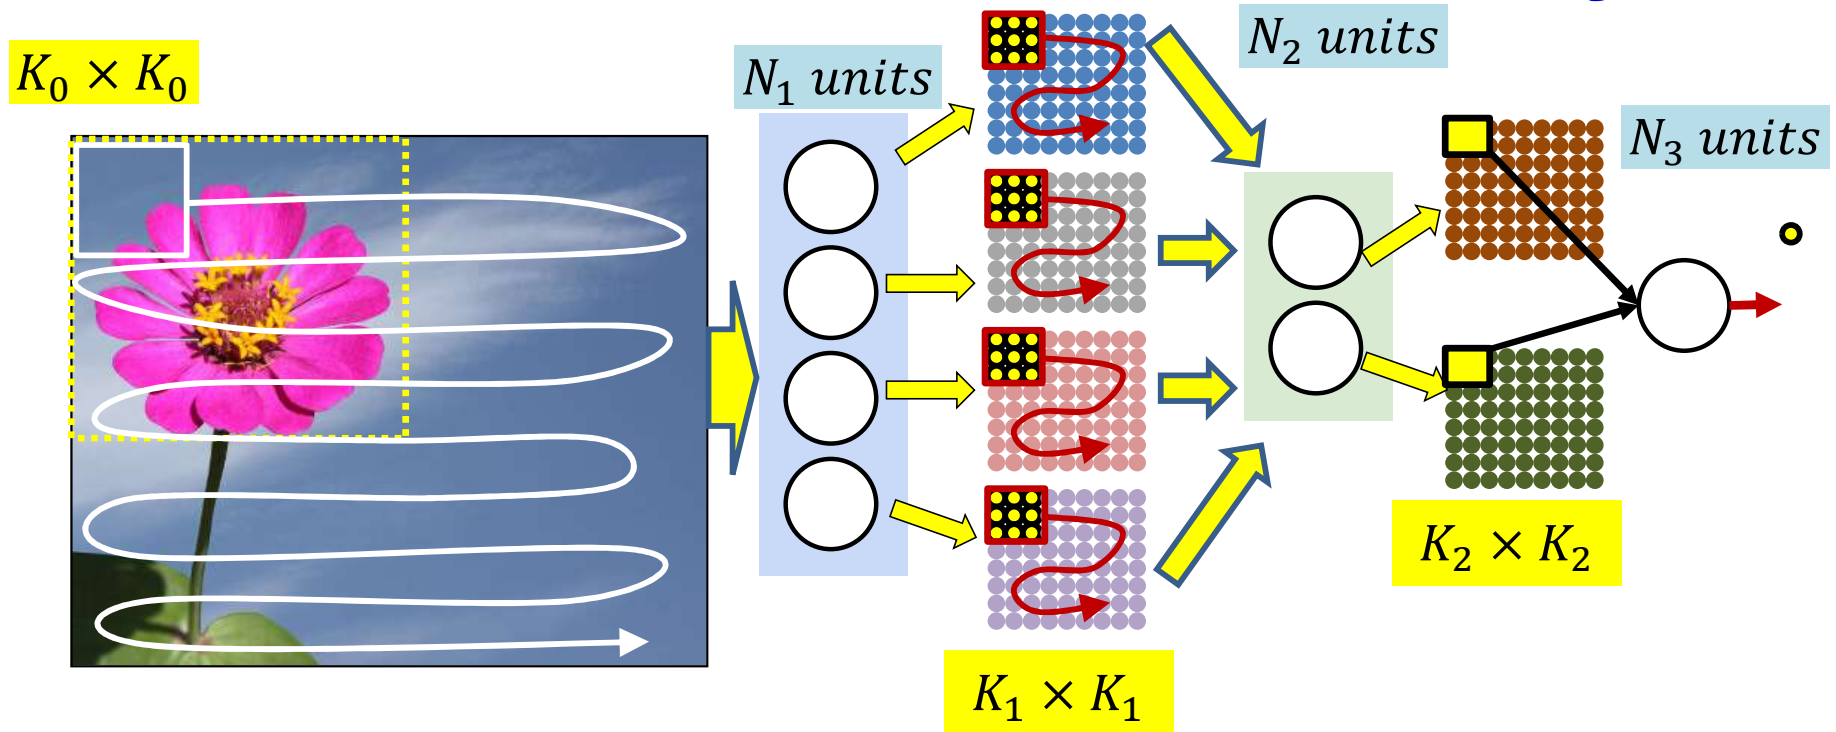 K₀ × K₀
N₁ units
N₂ units
N₃ units
K₁ × K₁
K₂ × K₂